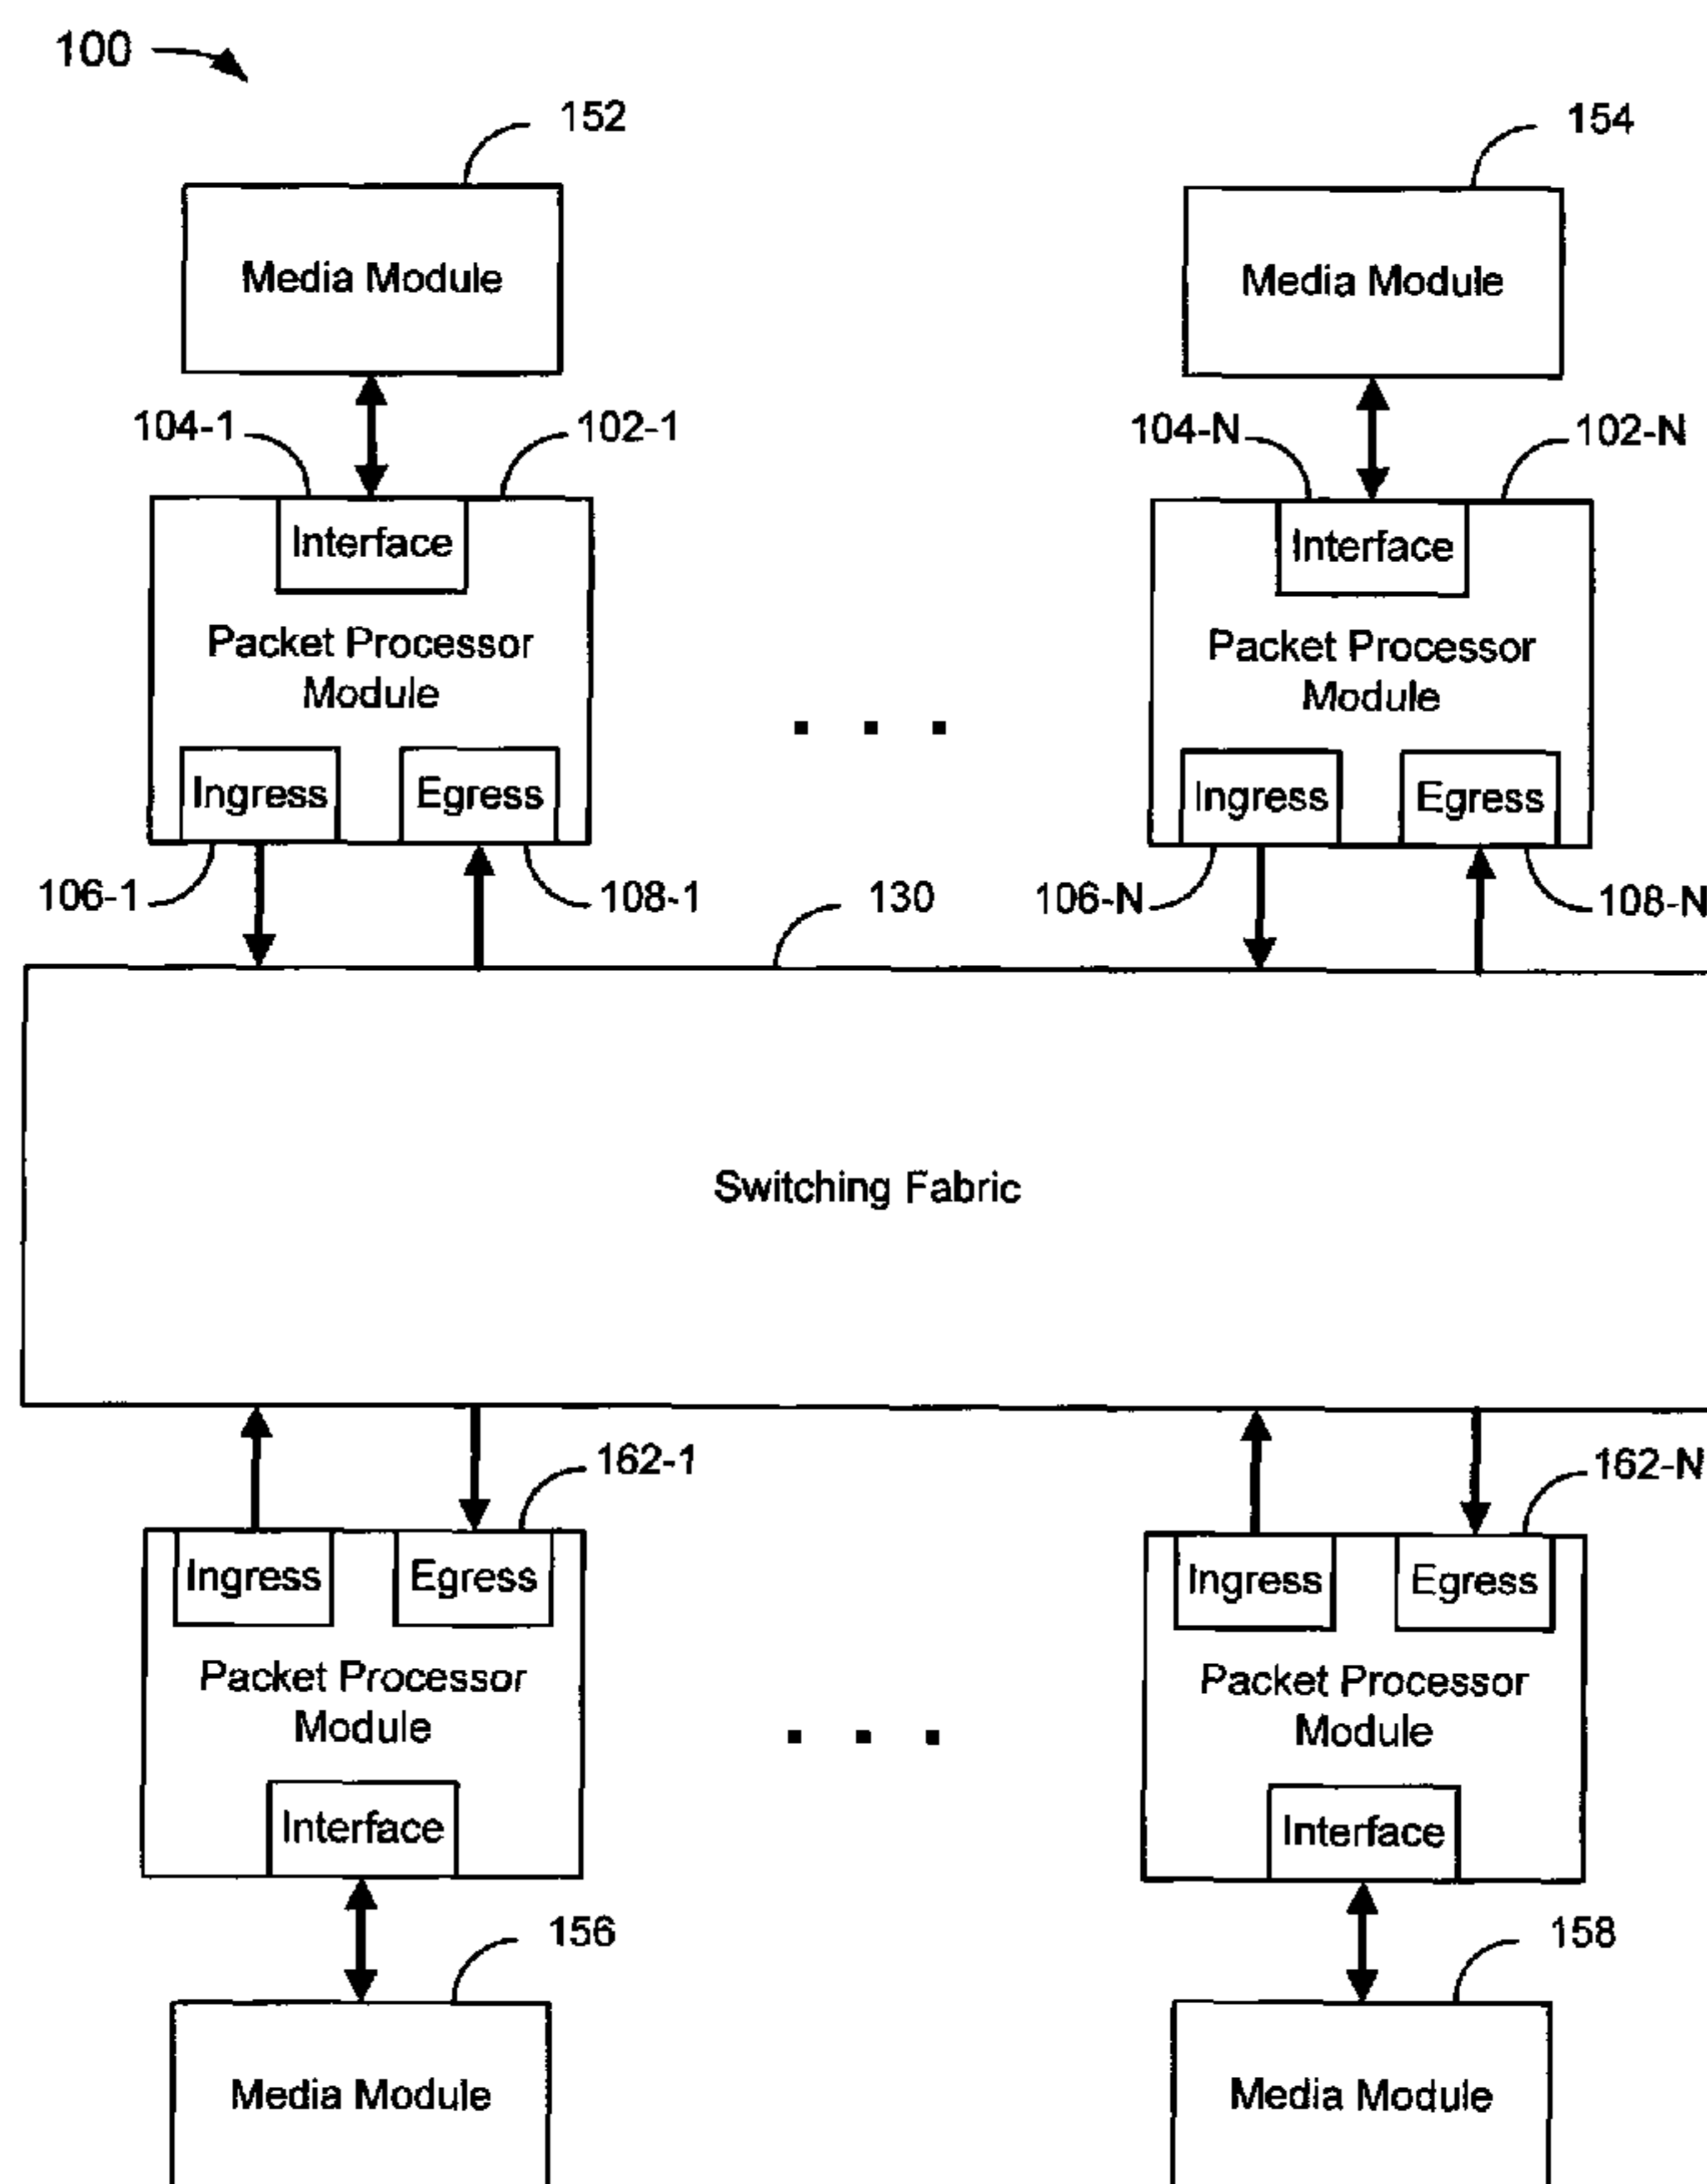 100
152
154
Media Module
Media Module
104-1
102-1
104-N
102-N
Interface
Interface
Packet Processor
Module
Packet Processor
Module
Ingress
Egress
Ingress
Egress
106-1
108-1
130
106-N
108-N
Switching Fabric
162-1
162-N
Ingress
Egress
Ingress
Egress
Packet Processor
Module
Packet Processor
Module
Interface
Interface
156
158
Media Module
Media Module